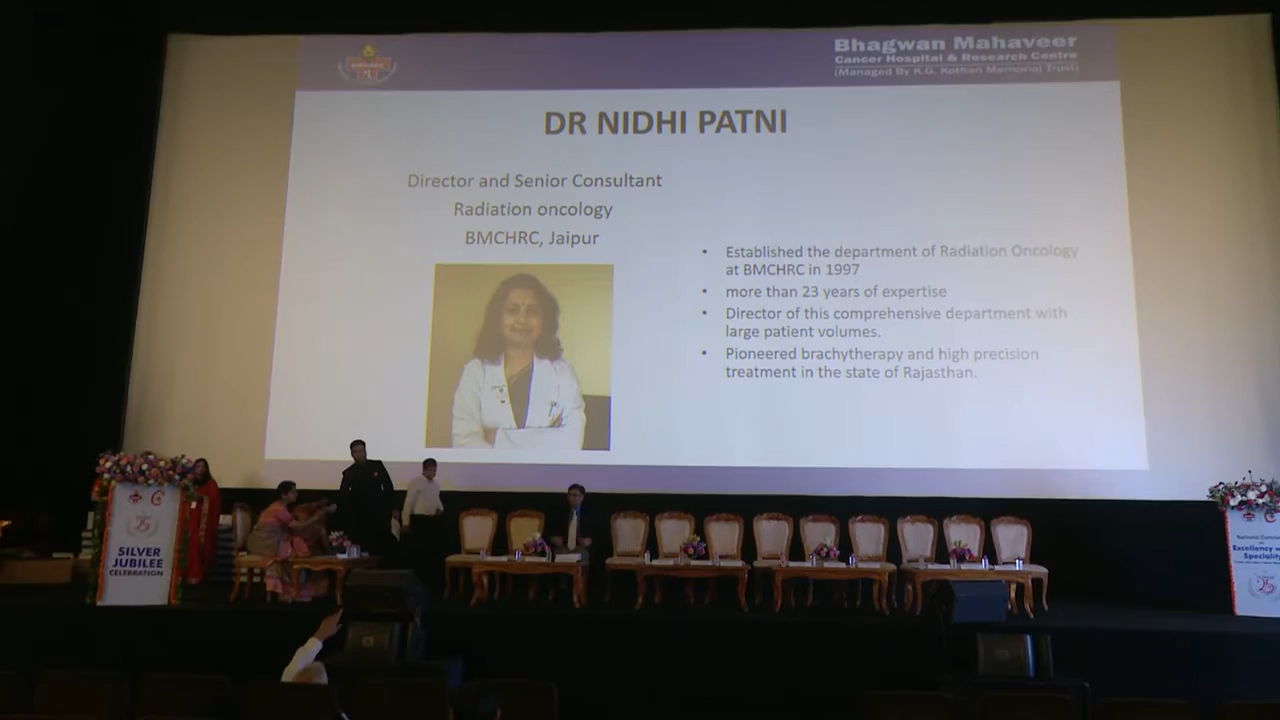 Bhagwan Mahaveer
Cancer Hospital & Research Centre
(Managed By K.G. Kothari Memorial Trust)
DR NIDHI PATNI
Director and Senior Consultant
Radiation oncology
BMCHRC, Jaipur
• Established the department of Radiation Oncology
at BMCHRC in 1997
• more than 23 years of expertise
• Director of this comprehensive department with
large patient volumes.
• Pioneered brachytherapy and high precision
treatment in the state of Rajasthan.
25
SILVER
JUBILEE
CELEBRATION
National
Excellency
Speciality
25